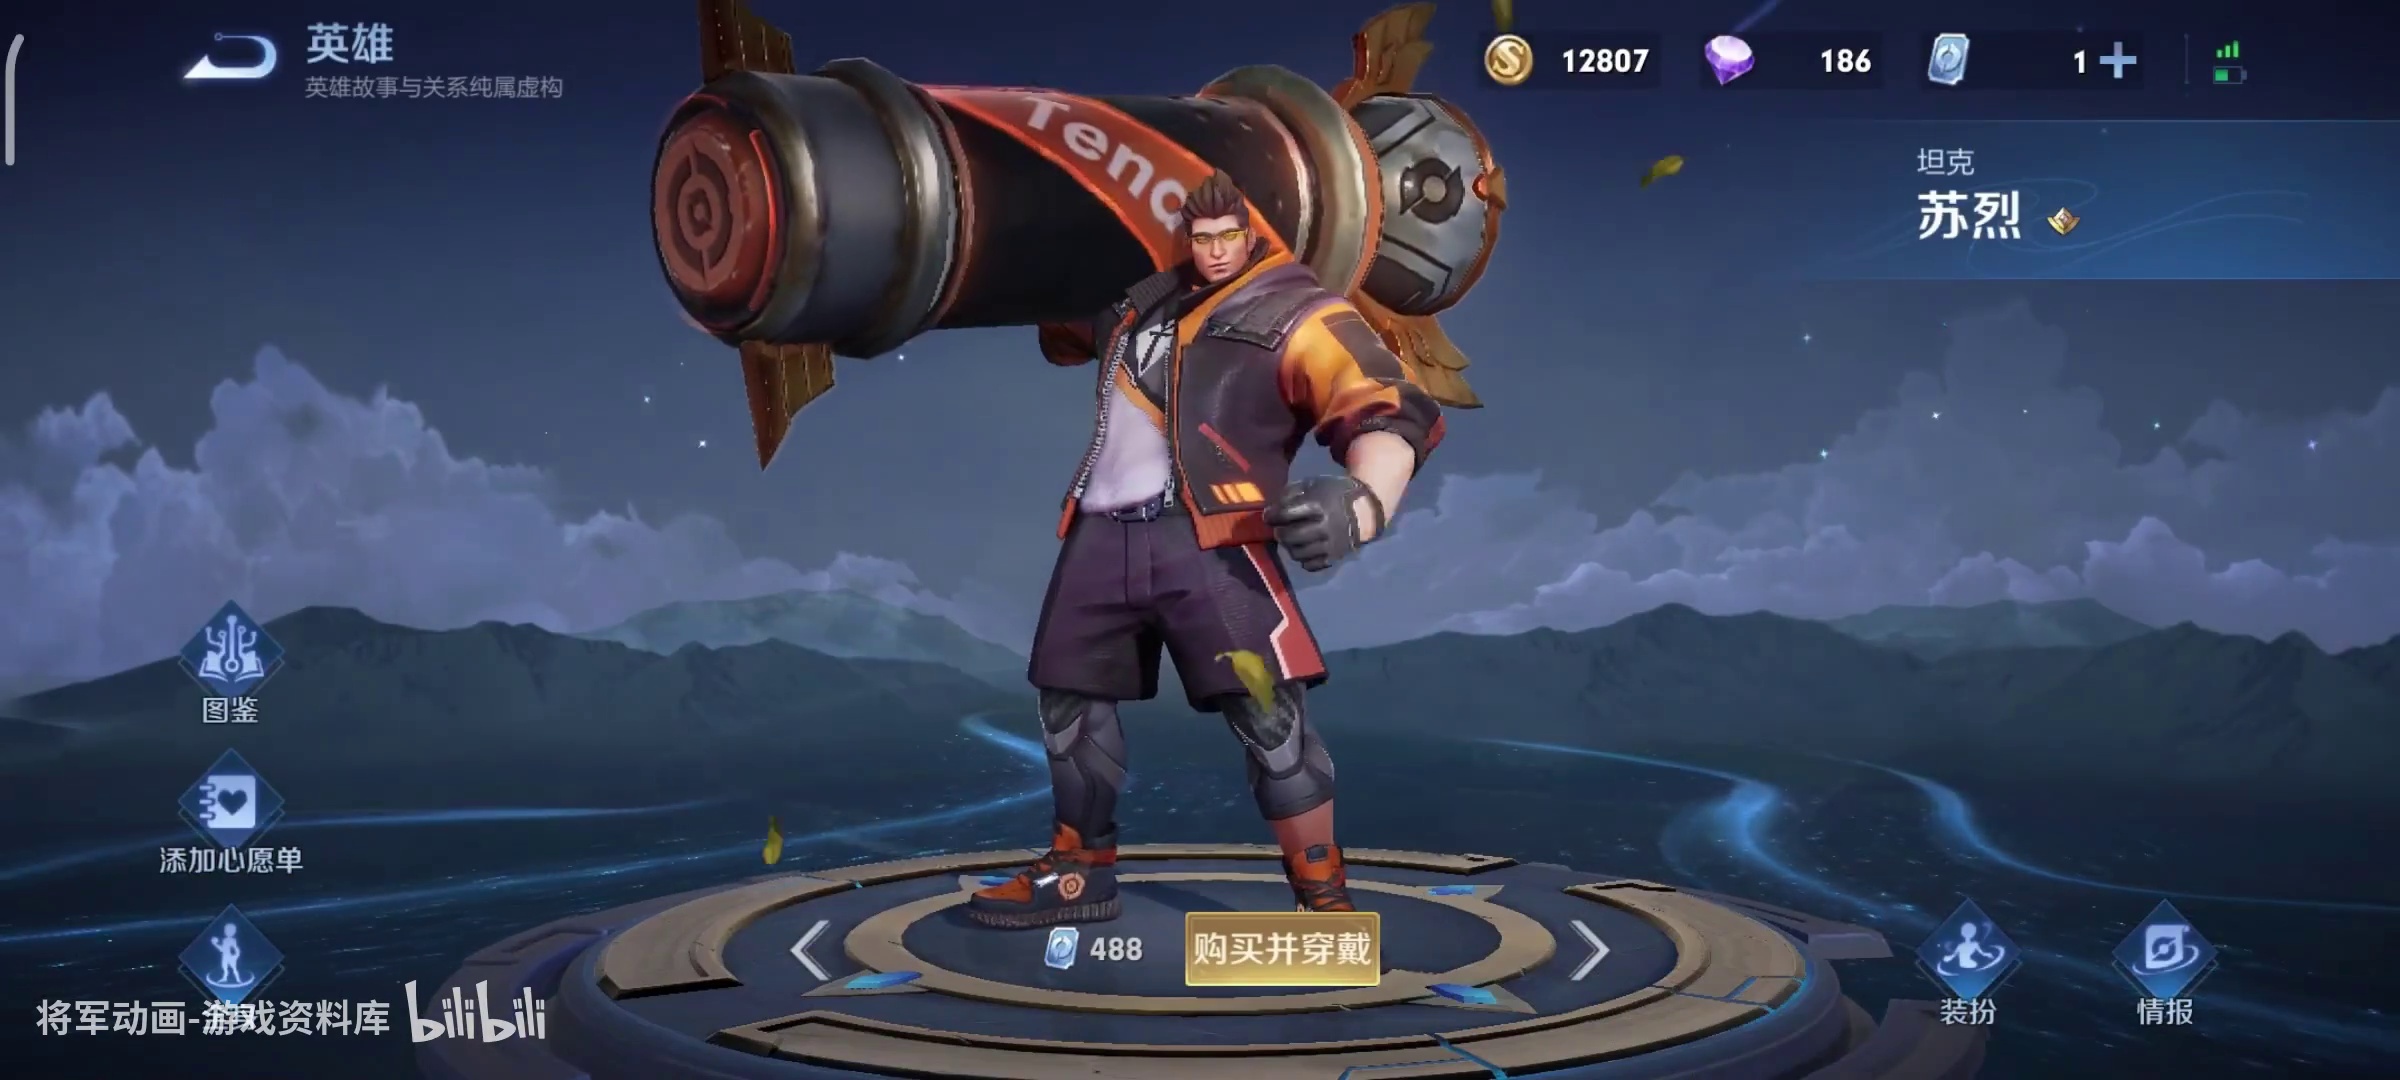 英雄
英雄故事与关系纯属虚构
12807
186
1
坦克
苏烈
Tenc
图鉴
添加心愿单
488
购买并穿戴
装扮
情报
将军动画-游戏资料库 bilibili